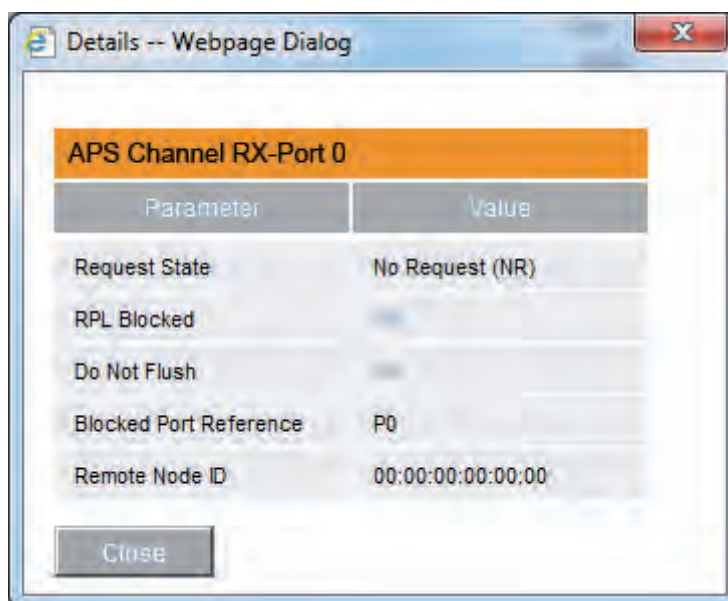 Details -- Webpage Dialog
APS Channel RX-Port 0
Parameter Value
Request State No Request (NR)
RPL Blocked
Do Not Flush
Blocked Port Reference P0
Remote Node ID 00:00:00:00:00:00
Close